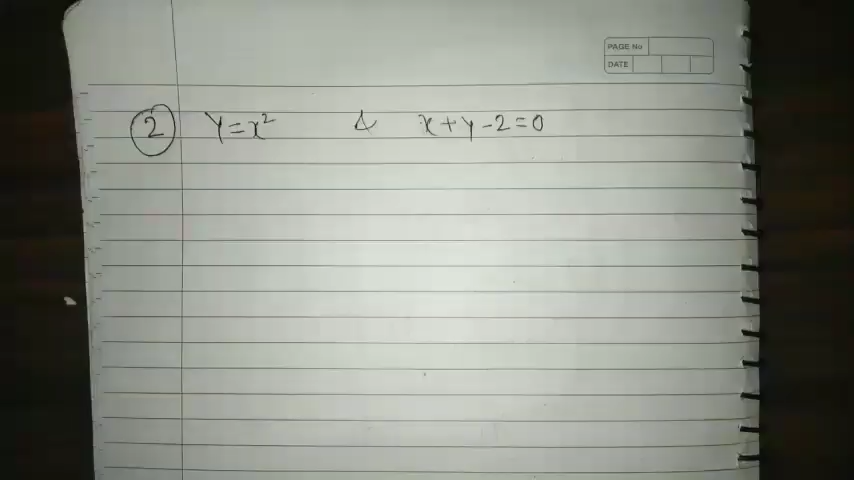 PAGE No
DATE
2 y=x² & x+y-2=0